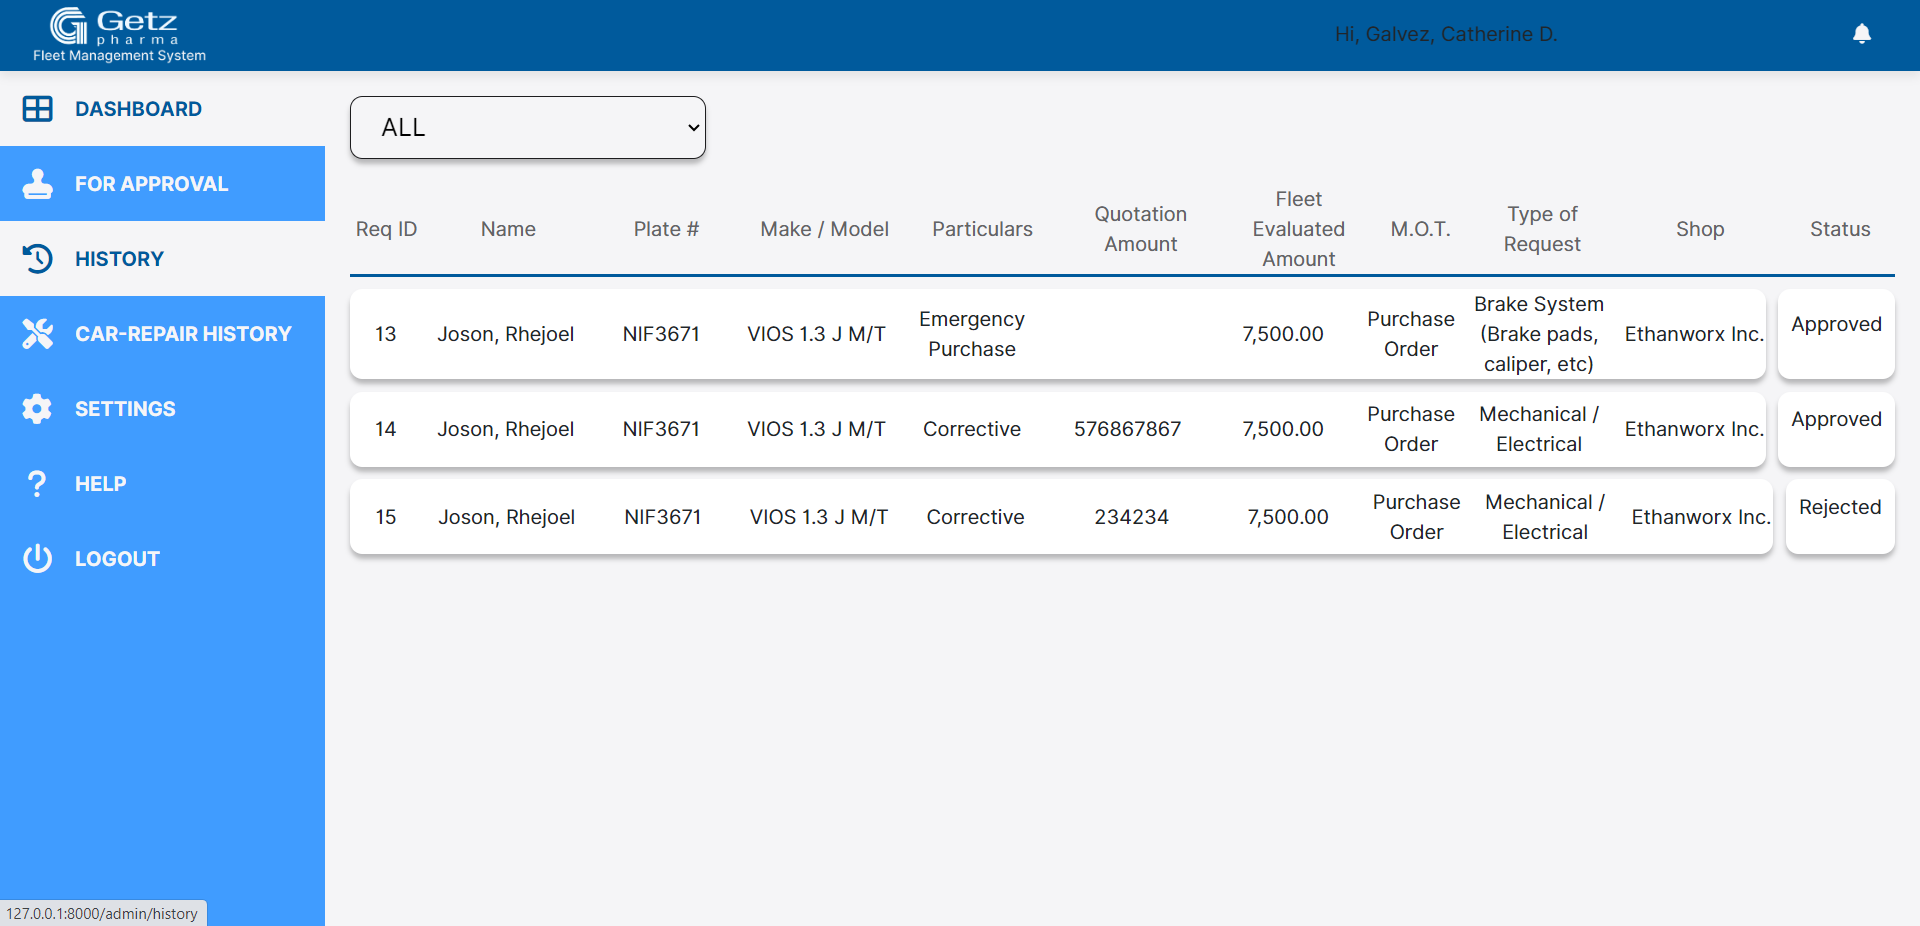 Getz
pharma
Fleet Management System
Hi, Galvez, Catherine D.
DASHBOARD
FOR APPROVAL
HISTORY
CAR-REPAIR HISTORY
SETTINGS
HELP
LOGOUT
ALL
Req ID Name Plate # Make / Model Particulars Quotation Amount Fleet Evaluated Amount M.O.T. Type of Request Shop Status
13 Joson, Rhejoel NIF3671 VIOS 1.3 J M/T Emergency Purchase 7,500.00 Purchase Order Brake System (Brake pads, caliper, etc) Ethanworx Inc. Approved
14 Joson, Rhejoel NIF3671 VIOS 1.3 J M/T Corrective 576867867 7,500.00 Purchase Order Mechanical / Electrical Ethanworx Inc. Approved
15 Joson, Rhejoel NIF3671 VIOS 1.3 J M/T Corrective 234234 7,500.00 Purchase Order Mechanical / Electrical Ethanworx Inc. Rejected
127.0.0.1:8000/admin/history